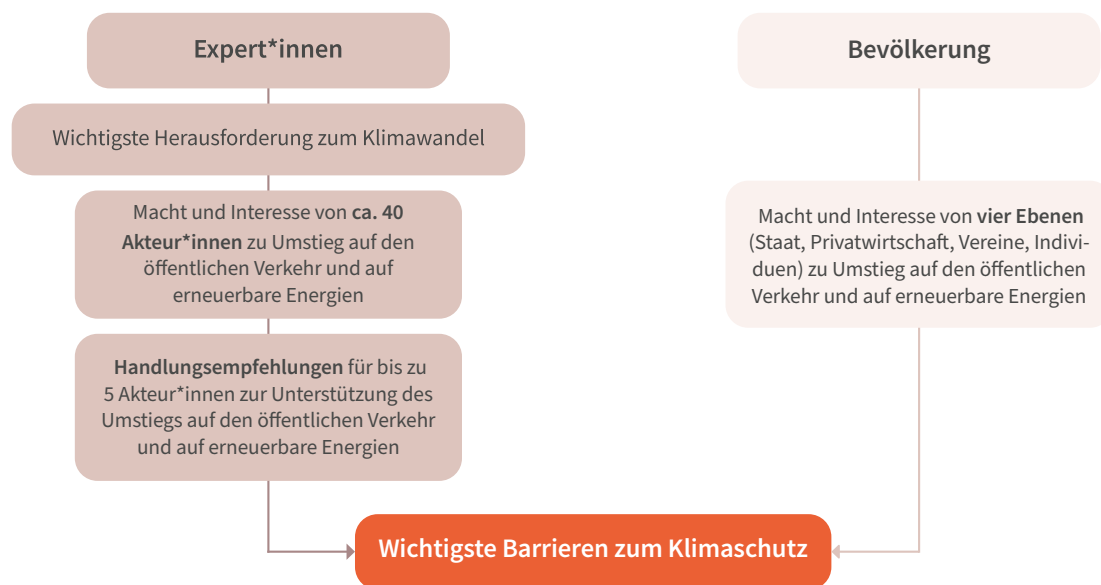 Expert*innen
Wichtigste Herausforderung zum Klimawandel
Macht und Interesse von ca. 40
Akteur*innen zu Umstieg auf den
öffentlichen Verkehr und auf
erneuerbare Energien
Handlungsempfehlungen für bis zu
5 Akteur*innen zur Unterstützung des
Umstiegs auf den öffentlichen Verkehr
und auf erneuerbare Energien
Bevölkerung
Macht und Interesse von vier Ebenen
(Staat, Privatwirtschaft, Vereine, Indivi-
duen) zu Umstieg auf den öffentlichen
Verkehr und auf erneuerbare Energien
Wichtigste Barrieren zum Klimaschutz